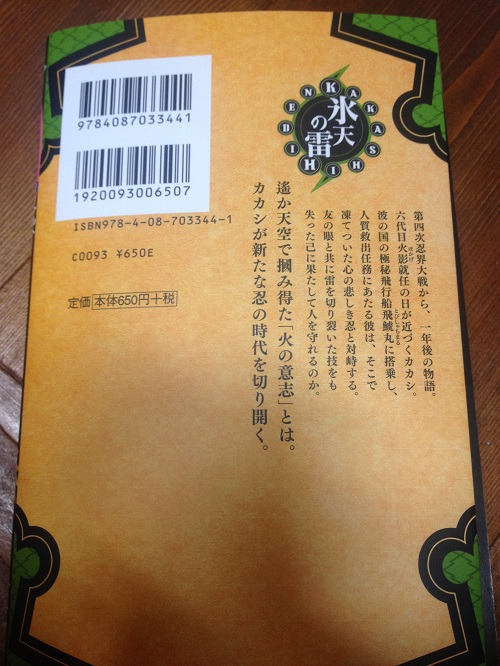 9784087033441
1920093006507
ISBN978-4-08-703344-1
C0093 ¥650E
定価 本体650円+税
KAKASHI HIDEN
氷天の雷
第四次忍界大戦から、一年後の物語。
六代目火影就任の日が近づくカカシ。
波の国の極秘飛行船飛鯱丸に搭乗し、
人質救出任務にあたる彼は、そこで
凍てついた心の悲しき忍と対峙する。
友の眼と共に雷を切り裂いた技をも
失った己に果たして人を守れるのか。
遙か天空で摑み得た「火の意志」とは。
カカシが新たな忍の時代を切り開く。